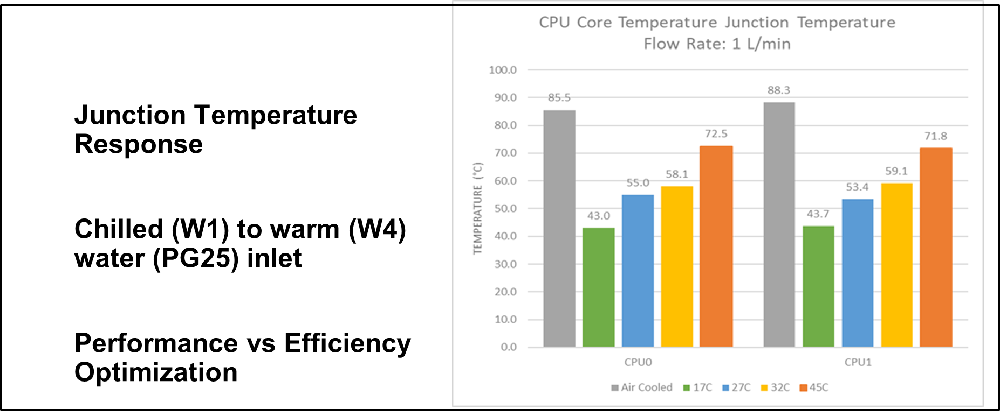 Junction Temperature
Response
Chilled (W1) to warm (W4)
water (PG25) inlet
Performance vs Efficiency
Optimization
CPU Core Temperature Junction Temperature
Flow Rate: 1 L/min
TEMPERATURE (°C)
100.0
90.0
80.0
70.0
60.0
50.0
40.0
30.0
20.0
10.0
0.0
85.5
43.0
55.0
58.1
72.5
88.3
43.7
53.4
59.1
71.8
CPU0 CPU1
Air Cooled 17C 27C 32C 45C